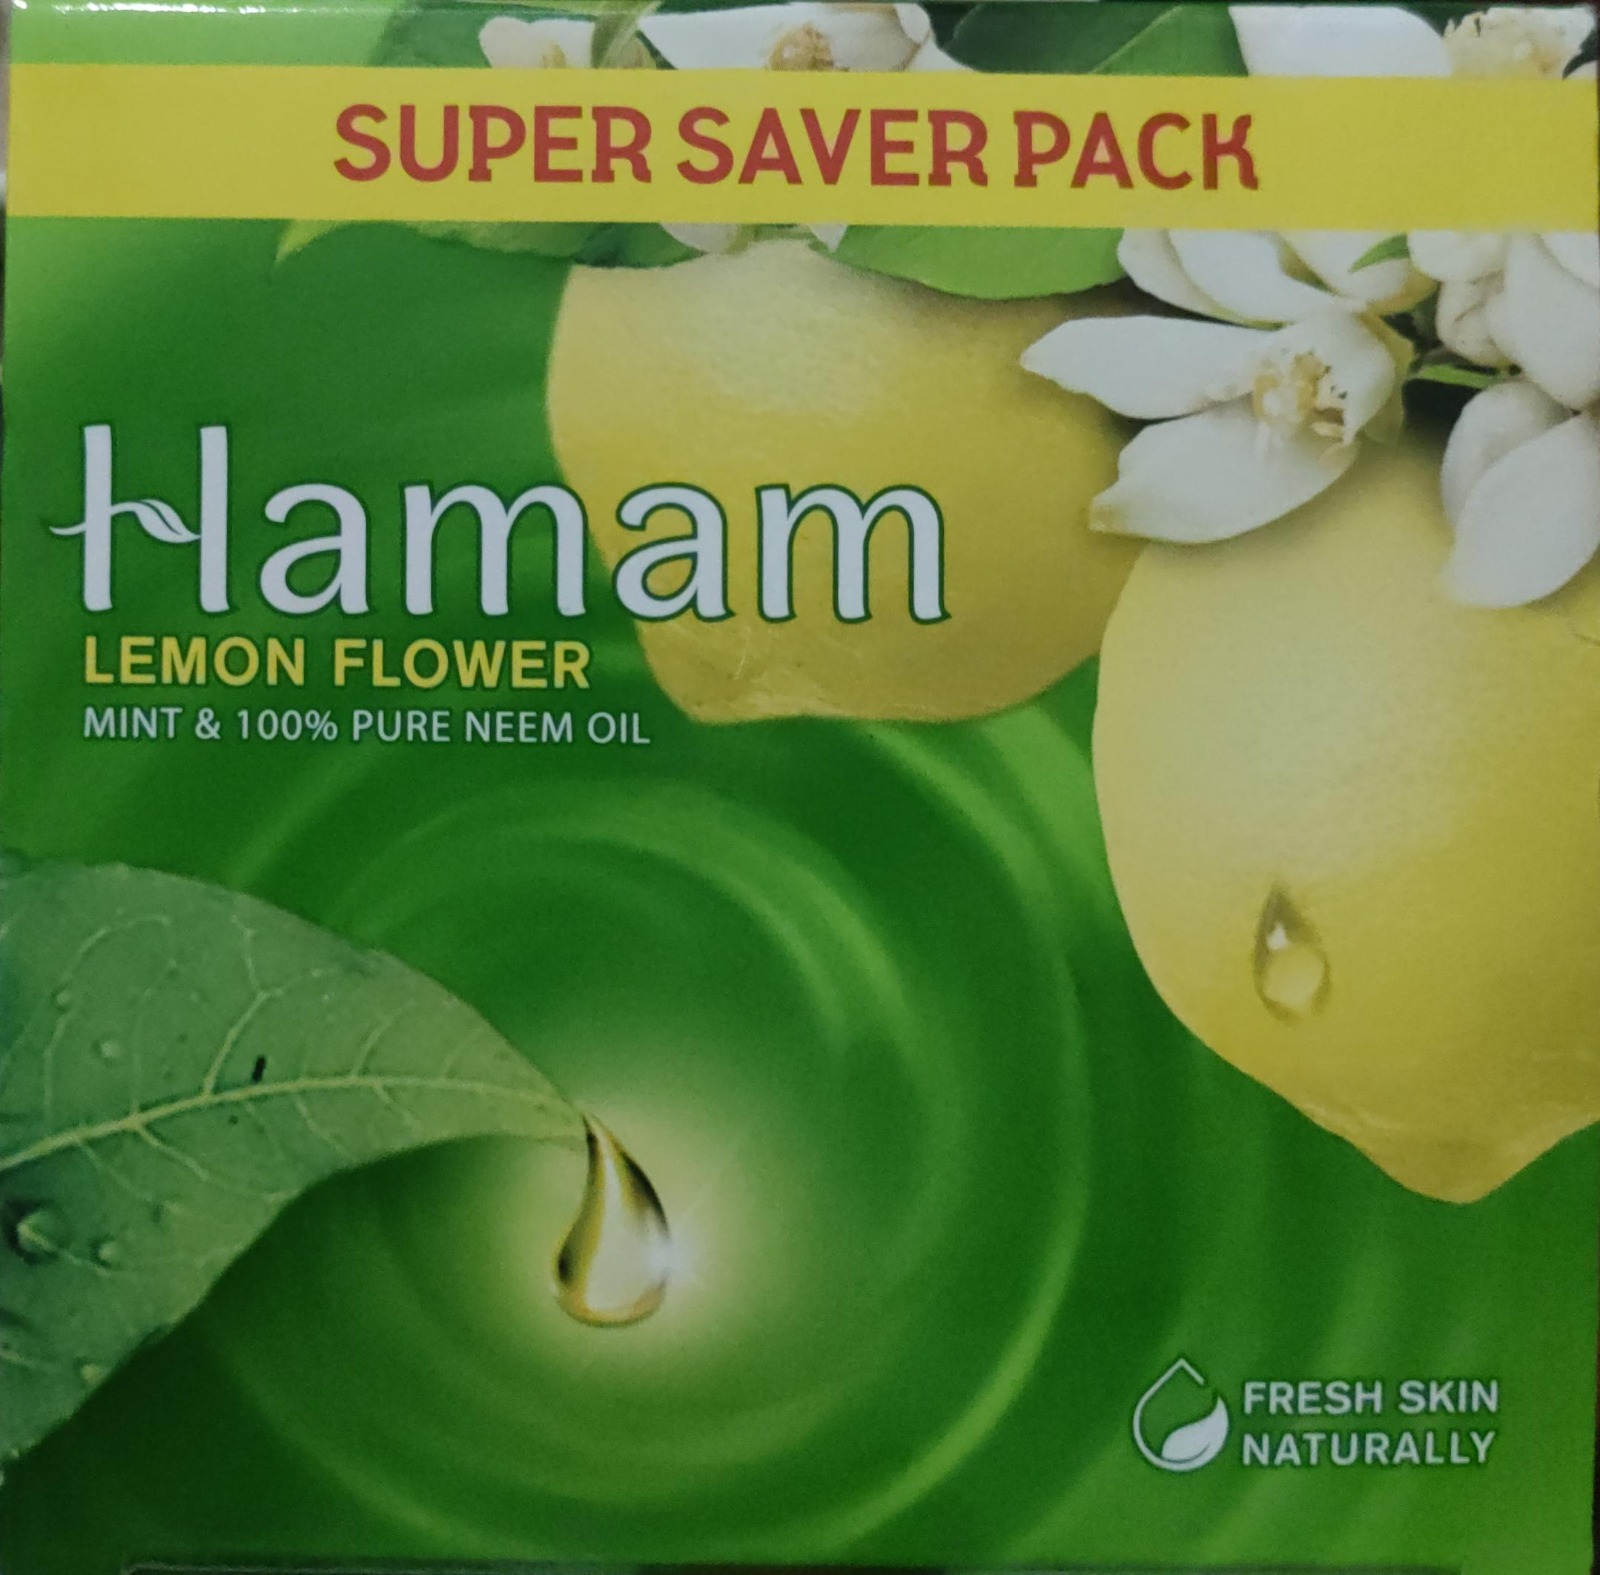 SUPER SAVER PACK
Hamam
LEMON FLOWER
MINT & 100% PURE NEEM OIL
FRESH SKIN
NATURALLY